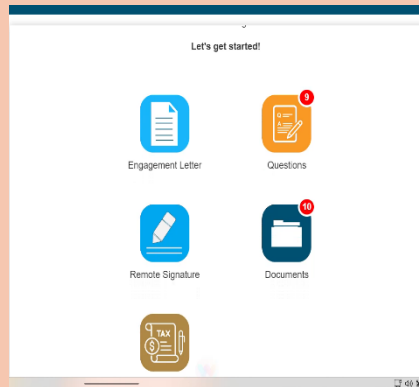 Let's get started!
9
Engagement Letter
Questions
10
Remote Signature
Documents
TAX